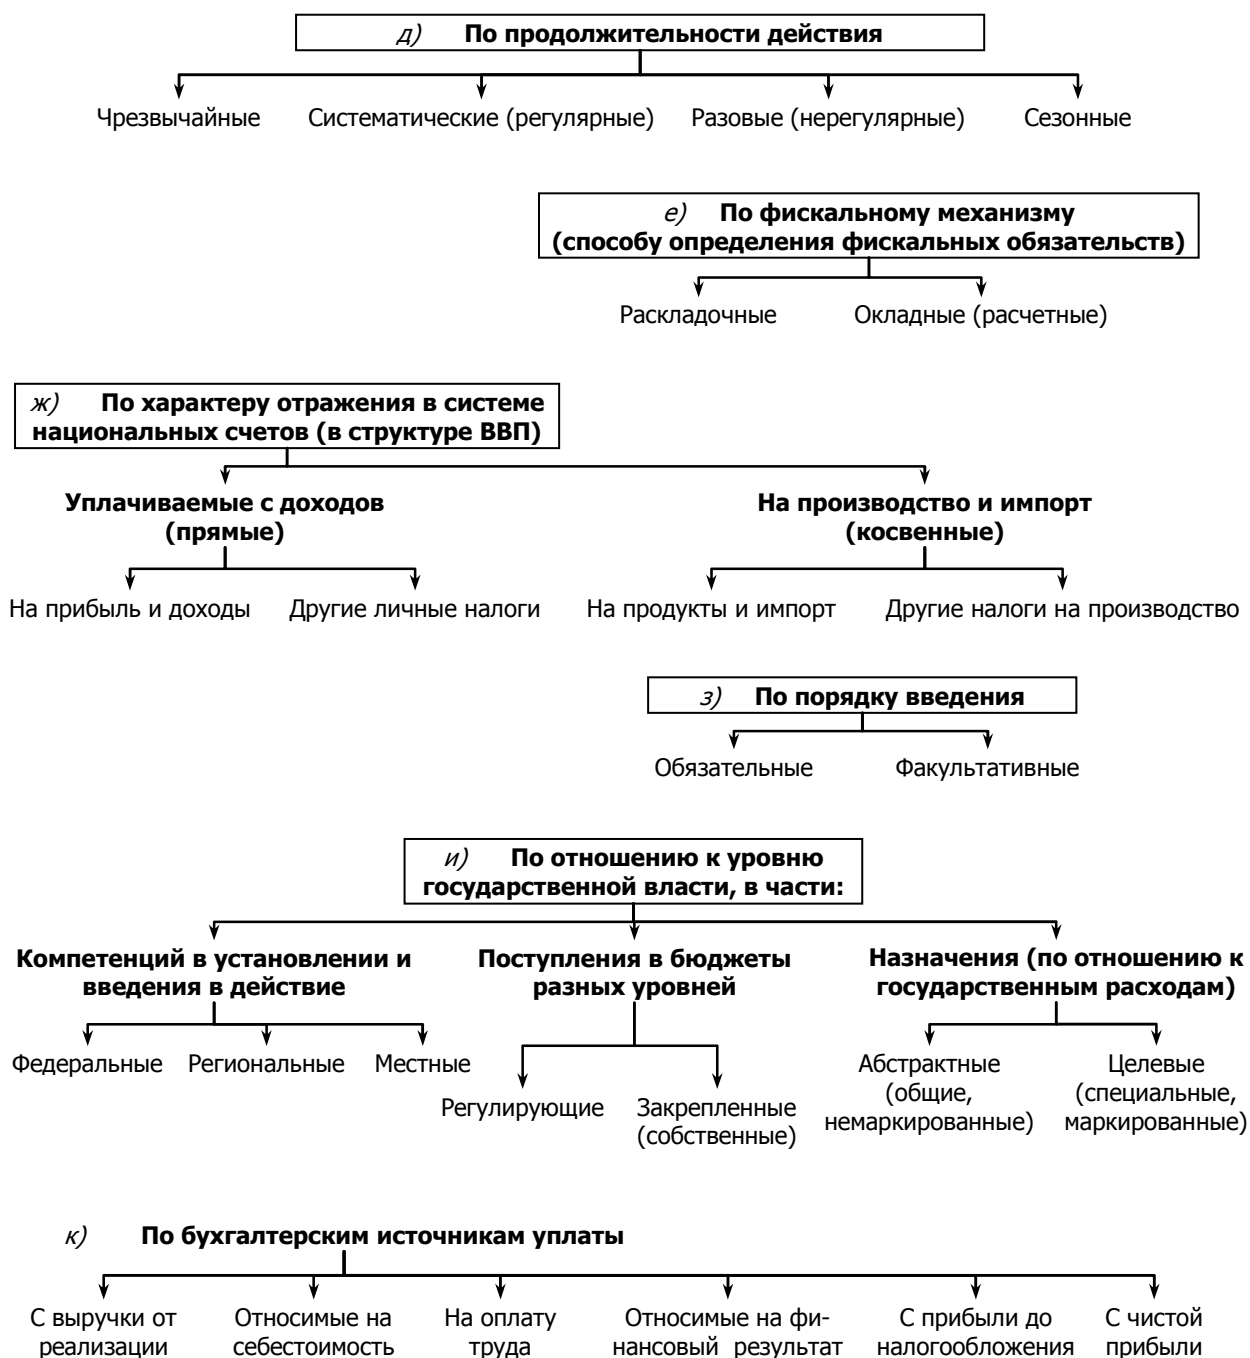 д) По продолжительности действия
Чрезвычайные Систематические (регулярные) Разовые (нерегулярные) Сезонные
е) По фискальному механизму
(способу определения фискальных обязательств)
Раскладочные Окладные (расчетные)
ж) По характеру отражения в системе
национальных счетов (в структуре ВВП)
Уплачиваемые с доходов
(прямые)
На производство и импорт
(косвенные)
На прибыль и доходы Другие личные налоги На продукты и импорт Другие налоги на производство
з) По порядку введения
Обязательные Факультативные
и) По отношению к уровню
государственной власти, в части:
Компетенций в установлении и
введения в действие
Поступления в бюджеты
разных уровней
Назначения (по отношению к
государственным расходам)
Федеральные Региональные Местные
Регулирующие
Закрепленные
(собственные)
Абстрактные
(общие,
немаркированные)
Целевые
(специальные,
маркированные)
к) По бухгалтерским источникам уплаты
С выручки от
реализации
Относимые на
себестоимость
На оплату
труда
Относимые на фи-
нансовый результат
С прибыли до
налогообложения
С чистой
прибыли